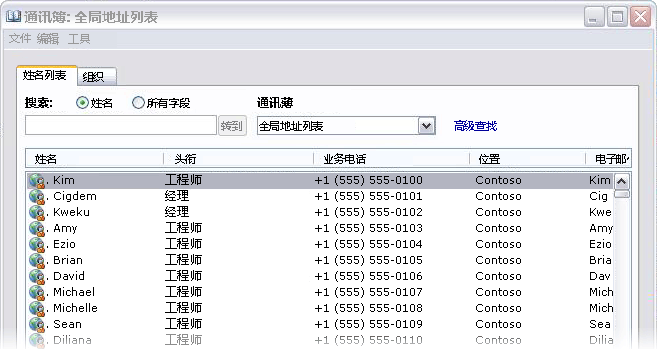 通讯簿: 全局地址列表
文件 编辑 工具
姓名列表 组织
搜索: 姓名 所有字段 通讯簿
转到 全局地址列表 高级查找
姓名 头衔 业务电话 位置 电子邮
. Kim 工程师 +1 (555) 555-0100 Contoso Kim
. Cigdem 经理 +1 (555) 555-0101 Contoso Cig
. Kweku 经理 +1 (555) 555-0102 Contoso Kwe
. Amy 工程师 +1 (555) 555-0103 Contoso Amy
. Ezio 工程师 +1 (555) 555-0104 Contoso Ezio
. Brian 工程师 +1 (555) 555-0105 Contoso Bria
. David 工程师 +1 (555) 555-0106 Contoso Dav
. Michael 工程师 +1 (555) 555-0107 Contoso Mich
. Michelle 工程师 +1 (555) 555-0108 Contoso Mich
. Sean 工程师 +1 (555) 555-0109 Contoso Sea
. Diliana 工程师 +1 (555) 555-0110 Contoso Dilia